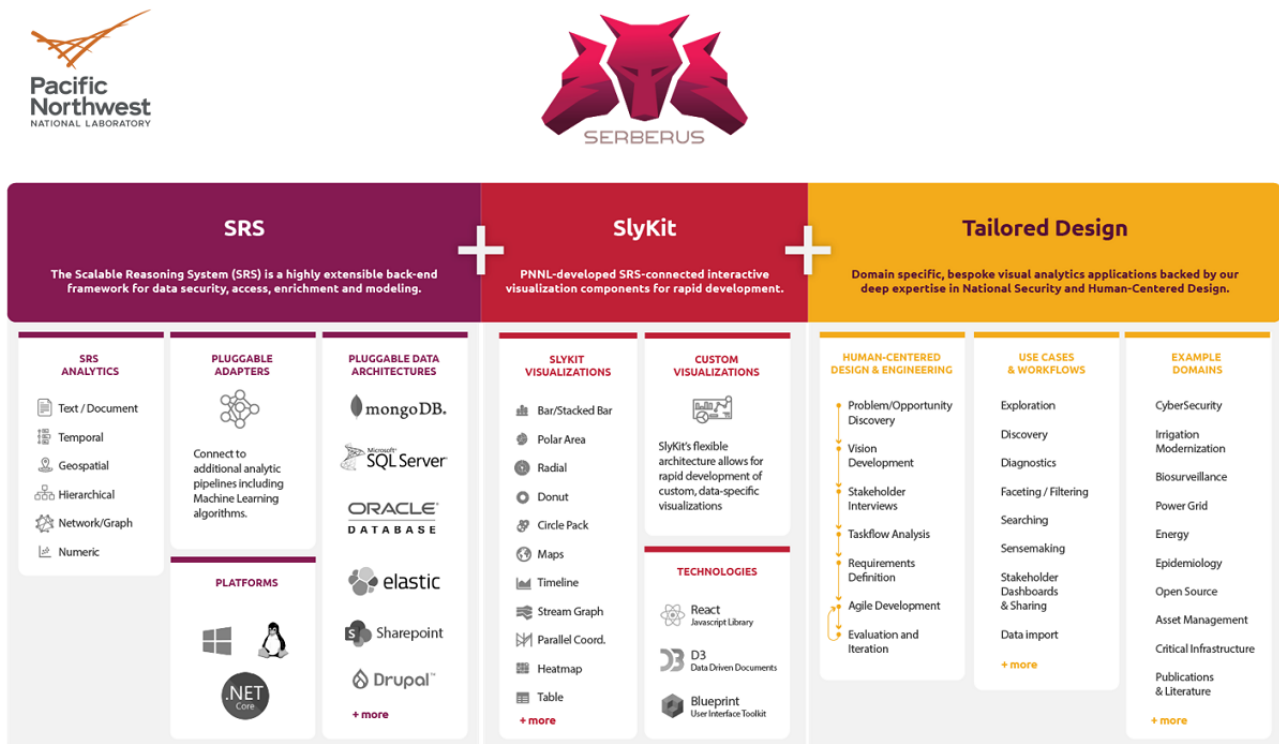 Pacific
Northwest
NATIONAL LABORATORY
SERBERUS
SRS
The Scalable Reasoning System (SRS) is a highly extensible back-end
framework for data security, access, enrichment and modeling.
SRS
ANALYTICS
Text / Document
Temporal
Geospatial
Hierarchical
Network/Graph
Numeric
PLUGGABLE
ADAPTERS
Connect to
additional analytic
pipelines including
Machine Learning
algorithms.
PLATFORMS
.NET
Core
PLUGGABLE DATA
ARCHITECTURES
mongoDB.
Microsoft®
SQL Server®
ORACLE®
DATABASE
elastic
S
Sharepoint
Drupal™
+ more
+
SlyKit
PNNL-developed SRS-connected interactive
visualization components for rapid development.
SLYKIT
VISUALIZATIONS
Bar/Stacked Bar
Polar Area
Radial
Donut
Circle Pack
Maps
Timeline
Stream Graph
Parallel Coord.
Heatmap
Table
+ more
CUSTOM
VISUALIZATIONS
SlyKit's flexible
architecture allows for
rapid development of
custom, data-specific
visualizations
TECHNOLOGIES
React
Javascript Library
D3
D3
Data Driven Documents
Blueprint
User Interface Toolkit
+
Tailored Design
Domain specific, bespoke visual analytics applications backed by our
deep expertise in National Security and Human-Centered Design.
HUMAN-CENTERED
DESIGN & ENGINEERING
Problem/Opportunity
Discovery
Vision
Development
Stakeholder
Interviews
Taskflow Analysis
Requirements
Definition
Agile Development
Evaluation and
Iteration
USE CASES
& WORKFLOWS
Exploration
Discovery
Diagnostics
Faceting / Filtering
Searching
Sensemaking
Stakeholder
Dashboards
& Sharing
Data import
+ more
EXAMPLE
DOMAINS
CyberSecurity
Irrigation
Modernization
Biosurveillance
Power Grid
Energy
Epidemiology
Open Source
Asset Management
Critical Infrastructure
Publications
& Literature
+ more